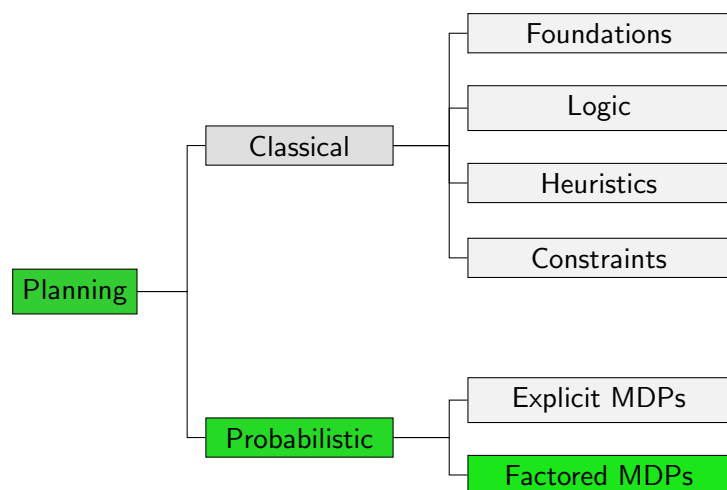 Foundations
Logic
Classical
Heuristics
Constraints
Planning
Explicit MDPs
Probabilistic
Factored MDPs